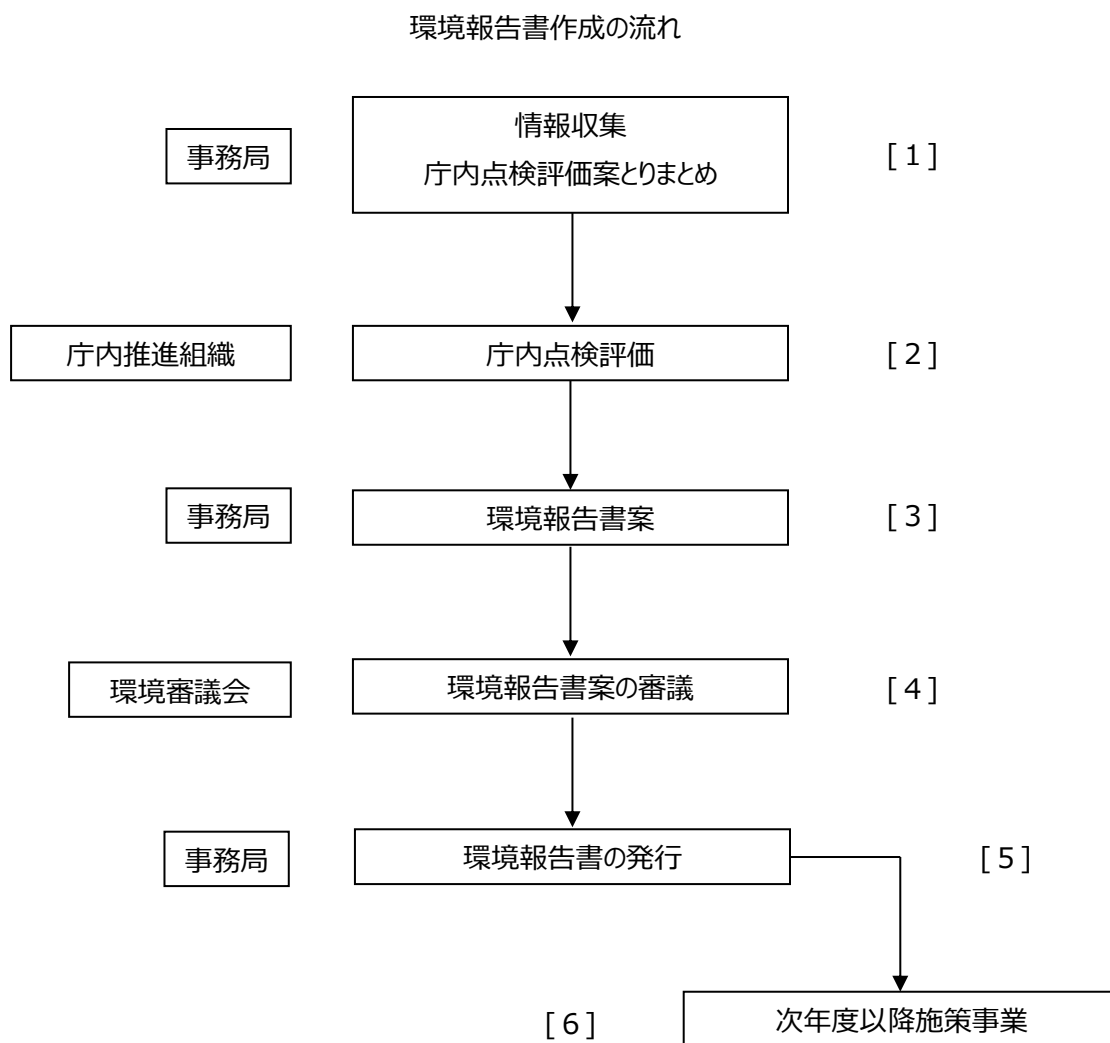 環境報告書作成の流れ
情報収集
事務局
庁内点検評価案とりまとめ
[1]
庁内推進組織
庁内点検評価
[2]
事務局
環境報告書案
[3]
環境審議会
環境報告書案の審議
[4]
事務局
環境報告書の発行
[5]
[6]
次年度以降施策事業